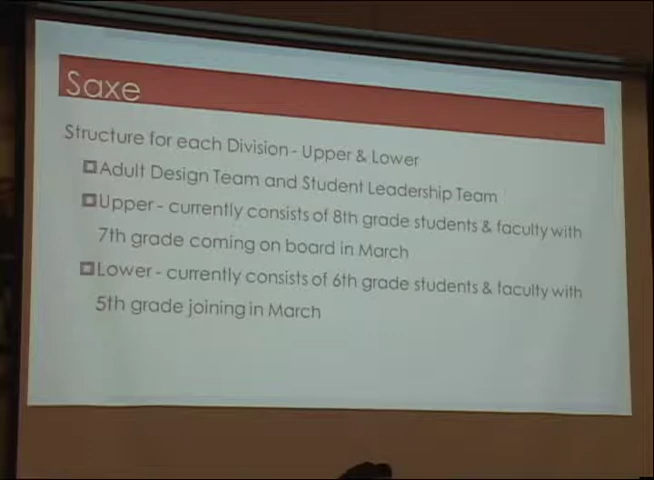 Saxe
Structure for each Division - Upper & Lower
Adult Design Team and Student Leadership Team
Upper - currently consists of 8th grade students & faculty with
7th grade coming on board in March
Lower - currently consists of 6th grade students & faculty with
5th grade joining in March